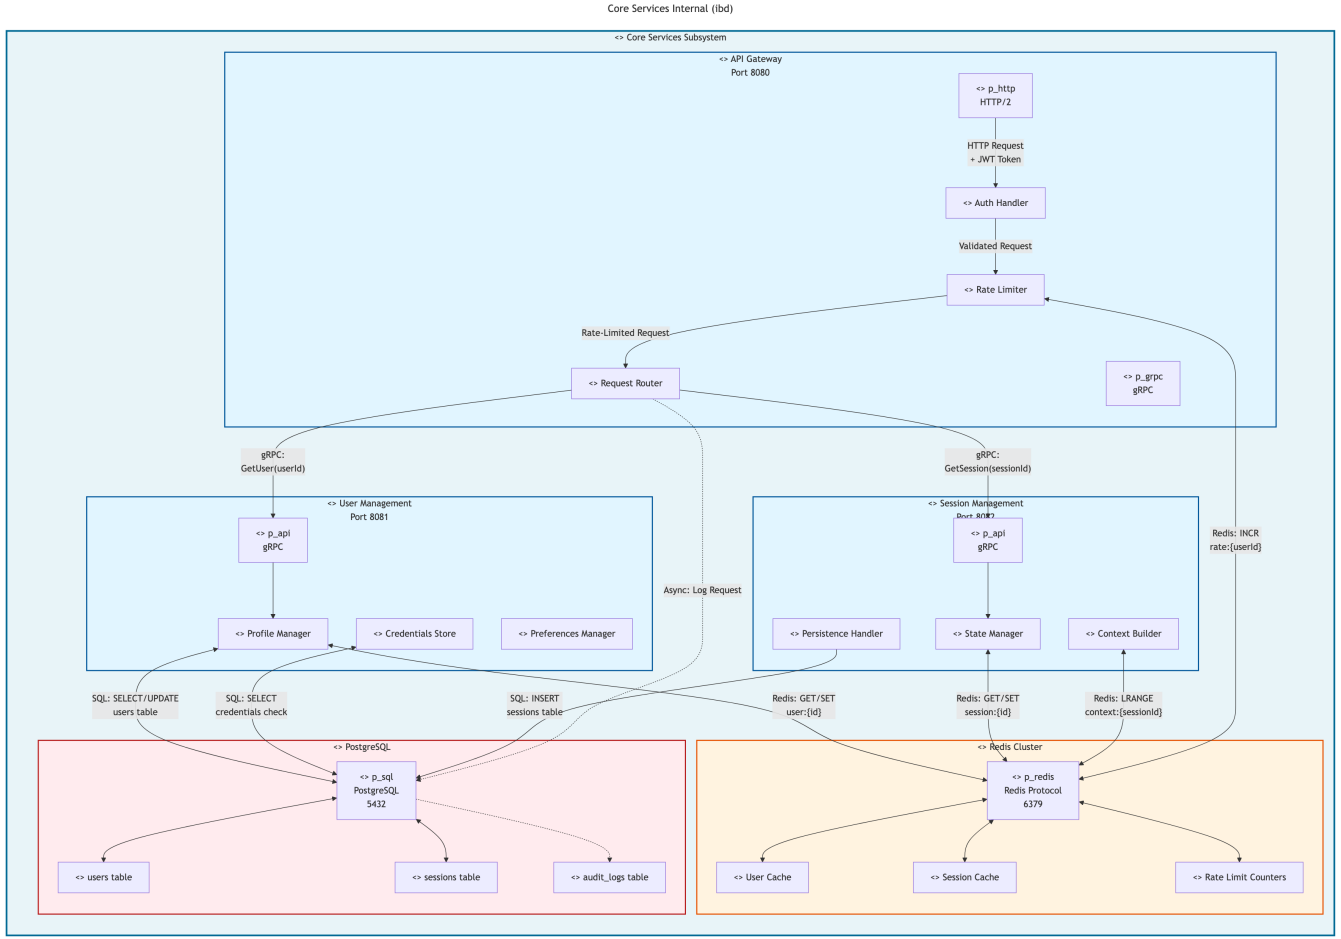 Core Services Internal (ibd)
<> Core Services Subsystem
<> API Gateway
Port 8080
<> p_http
HTTP/2
HTTP Request
+ JWT Token
<> Auth Handler
Validated Request
<> Rate Limiter
Rate-Limited Request
<> Request Router
<> p_grpc
gRPC
gRPC:
GetUser(userId)
gRPC:
GetSession(sessionId)
<> User Management
Port 8081
<> p_api
gRPC
<> Session Management
Port 8082
<> p_api
gRPC
Redis: INCR
rate:{userId}
Async: Log Request
<> Profile Manager
<> Credentials Store
<> Preferences Manager
<> Persistence Handler
<> State Manager
<> Context Builder
SQL: SELECT/UPDATE
users table
SQL: SELECT
credentials check
SQL: INSERT
sessions table
Redis: GET/SET
user:{id}
Redis: GET/SET
session:{id}
Redis: LRANGE
context:{sessionId}
<> PostgreSQL
<> p_sql
PostgreSQL
5432
<> users table
<> sessions table
<> audit_logs table
<> Redis Cluster
<> p_redis
Redis Protocol
6379
<> User Cache
<> Session Cache
<> Rate Limit Counters